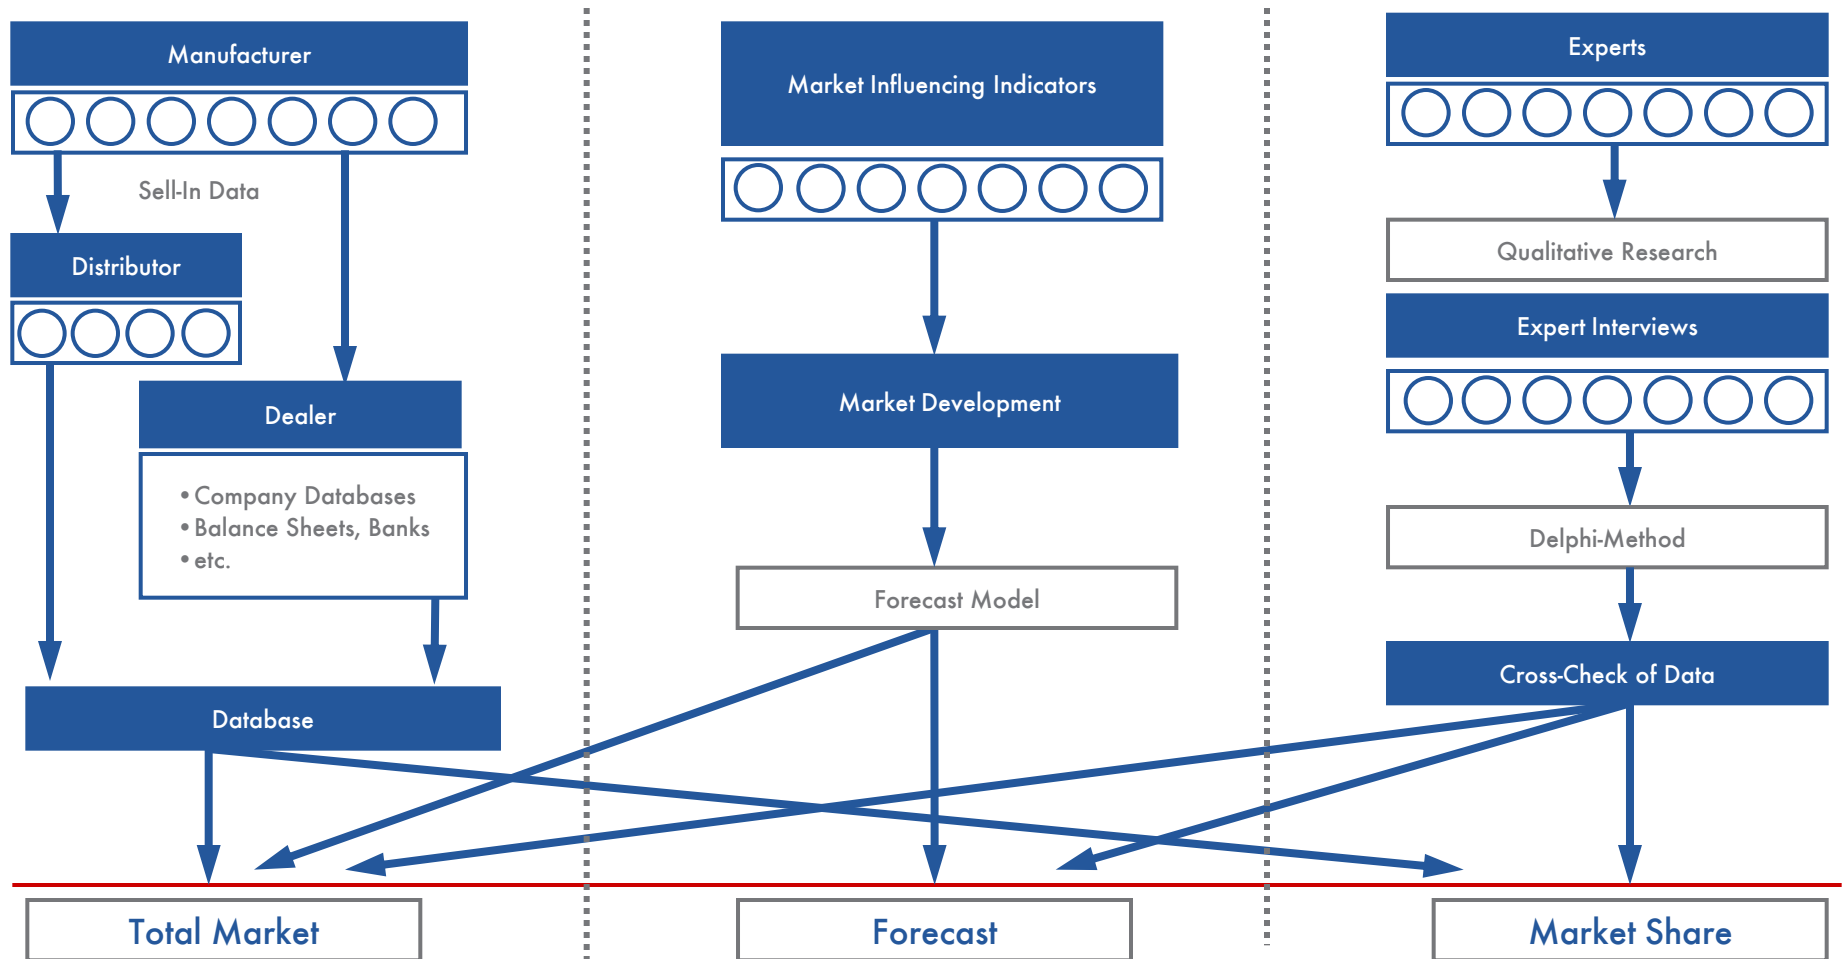 Manufacturer
Sell-In Data
Distributor
Dealer
•Company Databases
•Balance Sheets, Banks
•etc.
Database
Total Market
Market Influencing Indicators
Market Development
Forecast Model
Forecast
Experts
Qualitative Research
Expert Interviews
Delphi-Method
Cross-Check of Data
Market Share